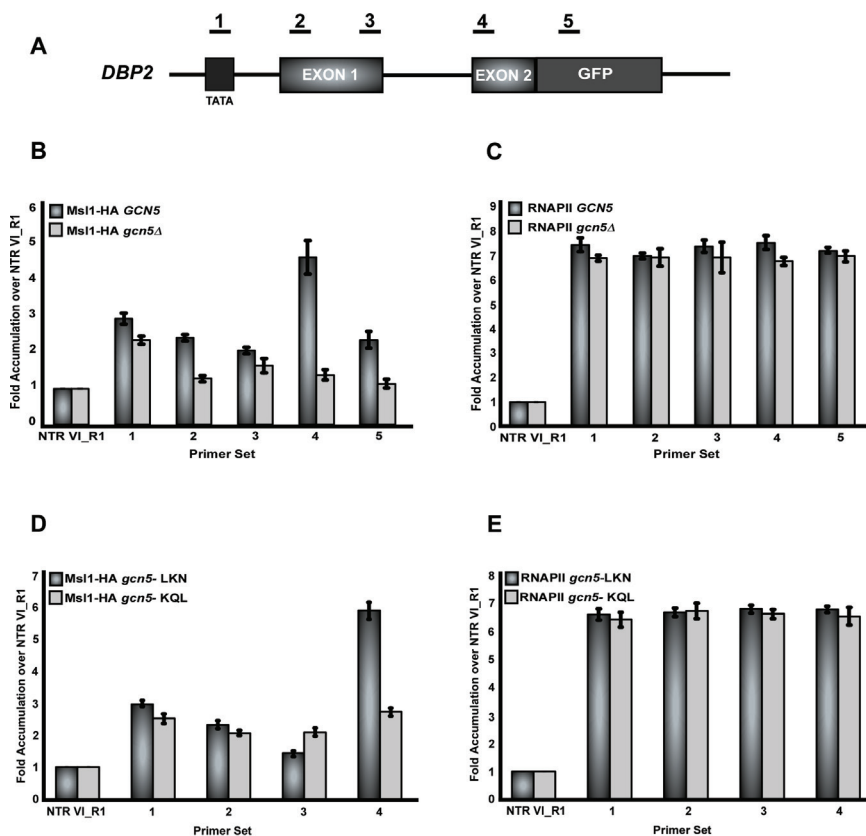 1 2 3 4 5
A
DBP2 EXON 1 EXON 2 GFP
TATA
B
Fold Accumulation over NTR VI_R1
6
5
4
3
2
1
0
Msl1-HA GCN5
Msl1-HA gcn5Δ
NTR VI_R1 1 2 3 4 5
Primer Set
C
Fold Accumulation over NTR VI_R1
9
8
7
6
5
4
3
2
1
0
RNAPII GCN5
RNAPII gcn5Δ
NTR VI_R1 1 2 3 4 5
Primer Set
D
Fold Accumulation over NTR VI_R1
7
6
5
4
3
2
1
0
Msl1-HA gcn5- LKN
Msl1-HA gcn5- KQL
NTR VI_R1 1 2 3 4
Primer Set
E
Fold Accumulation over NTR VI_R1
8
7
6
5
4
3
2
1
0
RNAPII gcn5-LKN
RNAPII gcn5- KQL
NTR VI_R1 1 2 3 4
Primer Set